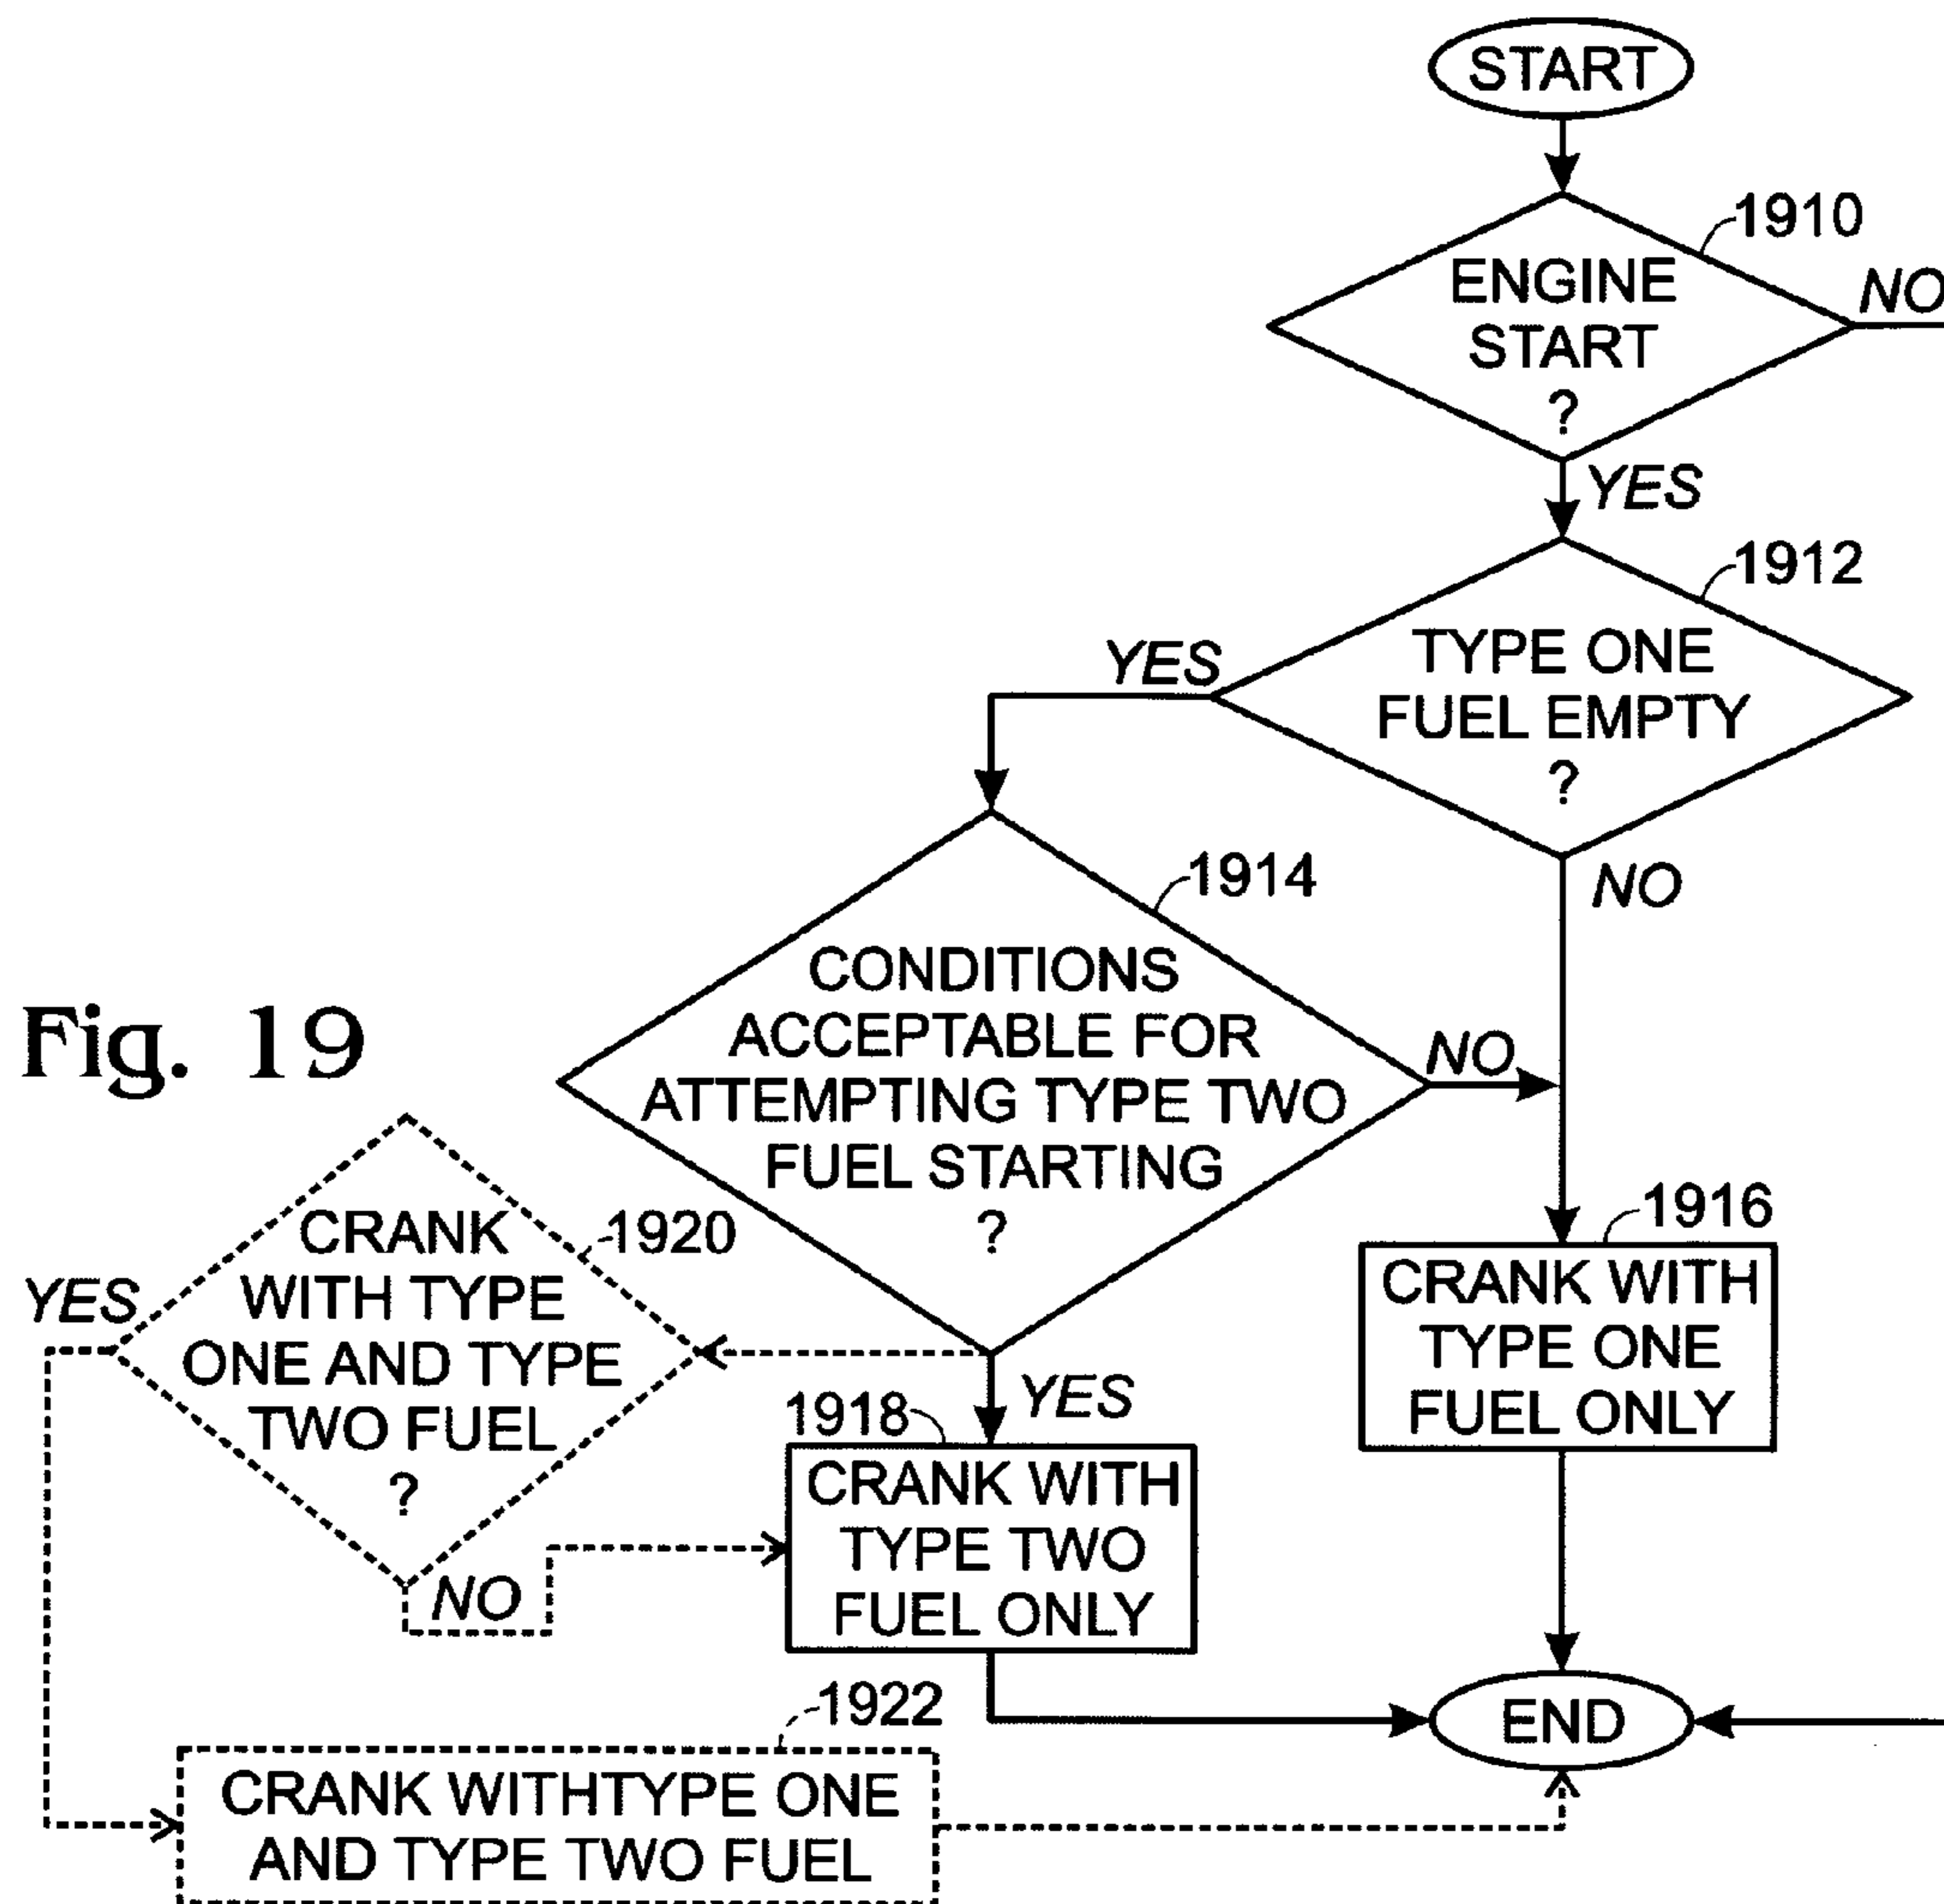 START
1910
ENGINE
START
?
NO
YES
1912
TYPE ONE
FUEL EMPTY
?
YES
NO
1914
CONDITIONS
ACCEPTABLE FOR
ATTEMPTING TYPE TWO
FUEL STARTING
?
NO
YES
Fig. 19
1920
CRANK
WITH TYPE
ONE AND TYPE
TWO FUEL
?
YES
NO
1916
CRANK WITH
TYPE ONE
FUEL ONLY
1918
CRANK WITH
TYPE TWO
FUEL ONLY
1922
CRANK WITHTYPE ONE
AND TYPE TWO FUEL
END